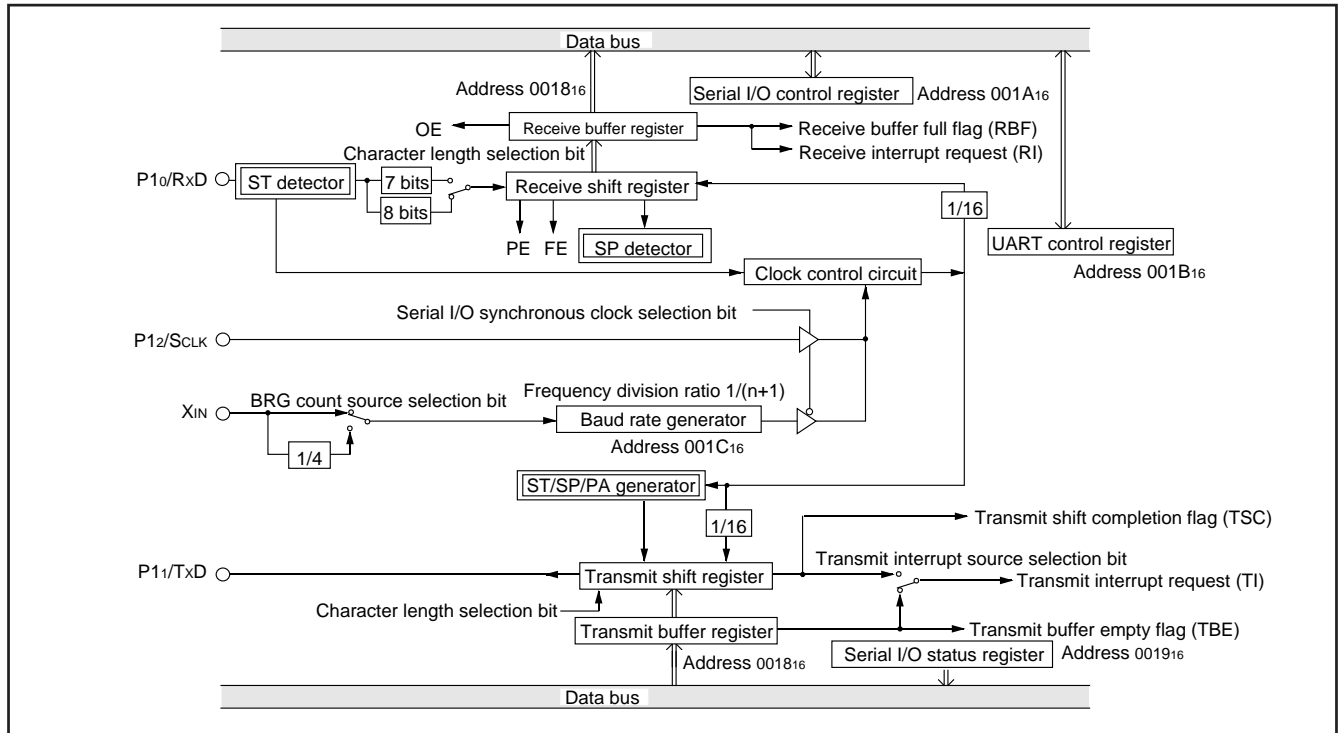 Data bus
Address 0018₁₆
Serial I/O control register
Address 001A₁₆
OE
Receive buffer register
Receive buffer full flag (RBF)
Receive interrupt request (RI)
Character length selection bit
P1₀/RXD
ST detector
7 bits
8 bits
Receive shift register
1/16
PE
FE
SP detector
UART control register
Address 001B₁₆
Clock control circuit
Serial I/O synchronous clock selection bit
P1₂/SCLK
XIN
BRG count source selection bit
Frequency division ratio 1/(n+1)
Baud rate generator
Address 001C₁₆
1/4
ST/SP/PA generator
1/16
Transmit shift completion flag (TSC)
Transmit interrupt source selection bit
P1₁/TXD
Transmit shift register
Transmit interrupt request (TI)
Character length selection bit
Transmit buffer register
Transmit buffer empty flag (TBE)
Address 0018₁₆
Serial I/O status register
Address 0019₁₆
Data bus